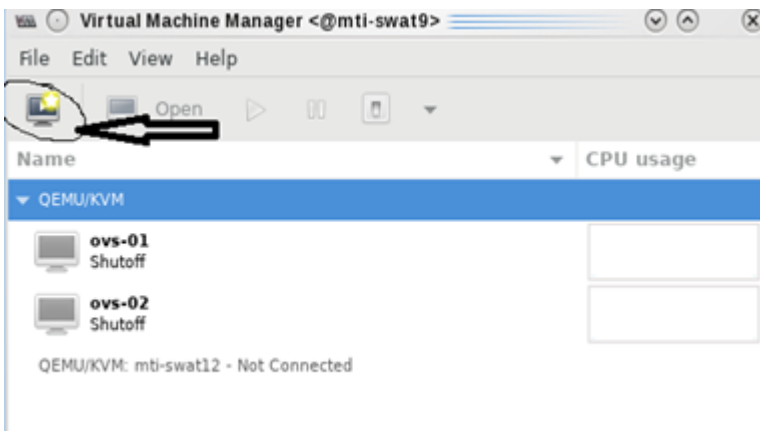 Virtual Machine Manager <@mti-swat9>
File Edit View Help
Open
Name CPU usage
QEMU/KVM
ovs-01
Shutoff
ovs-02
Shutoff
QEMU/KVM: mti-swat12 - Not Connected